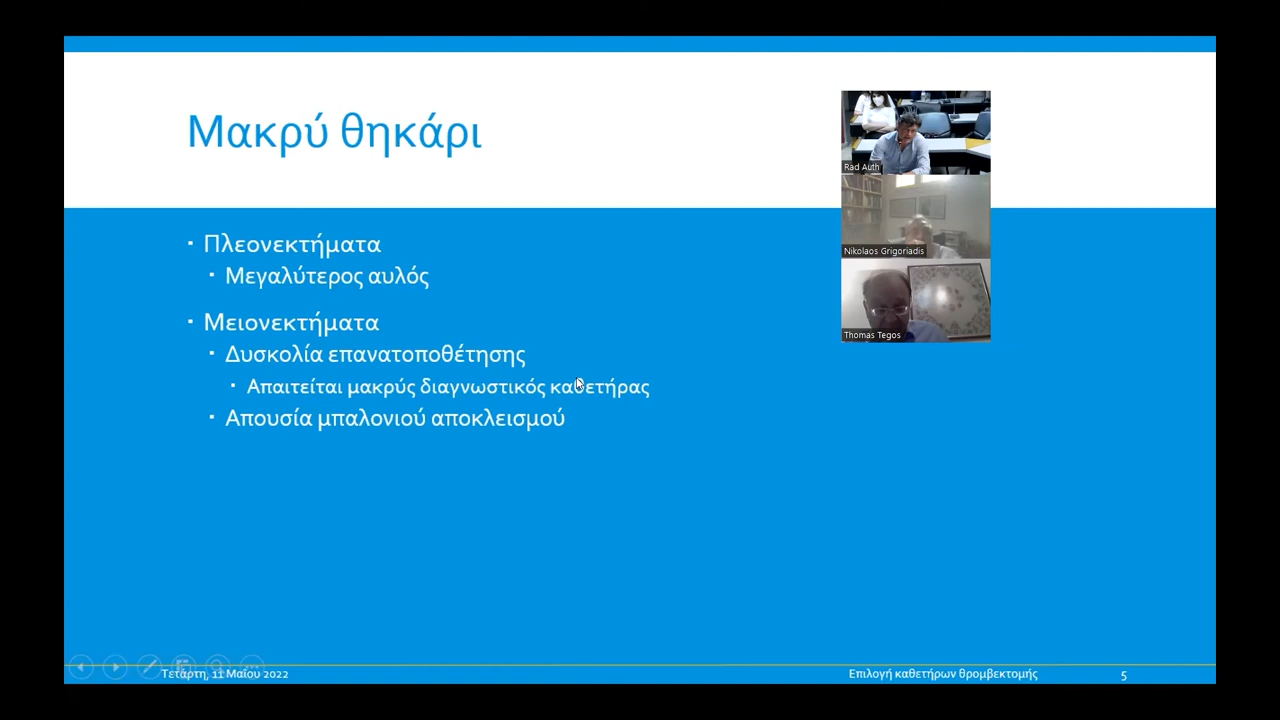 Μακρύ θηκάρι
Rad Auth
Nikolaos Grigoriadis
Thomas Tegos
▪ Πλεονεκτήματα
▪ Μεγαλύτερος αυλός
▪ Μειονεκτήματα
▪ Δυσκολία επανατοποθέτησης
▪ Απαιτείται μακρύς διαγνωστικός καθετήρας
▪ Απουσία μπαλονιού αποκλεισμού
Τετάρτη, 11 Μαΐου 2022
Επιλογή καθετήρων θρομβεκτομής
5